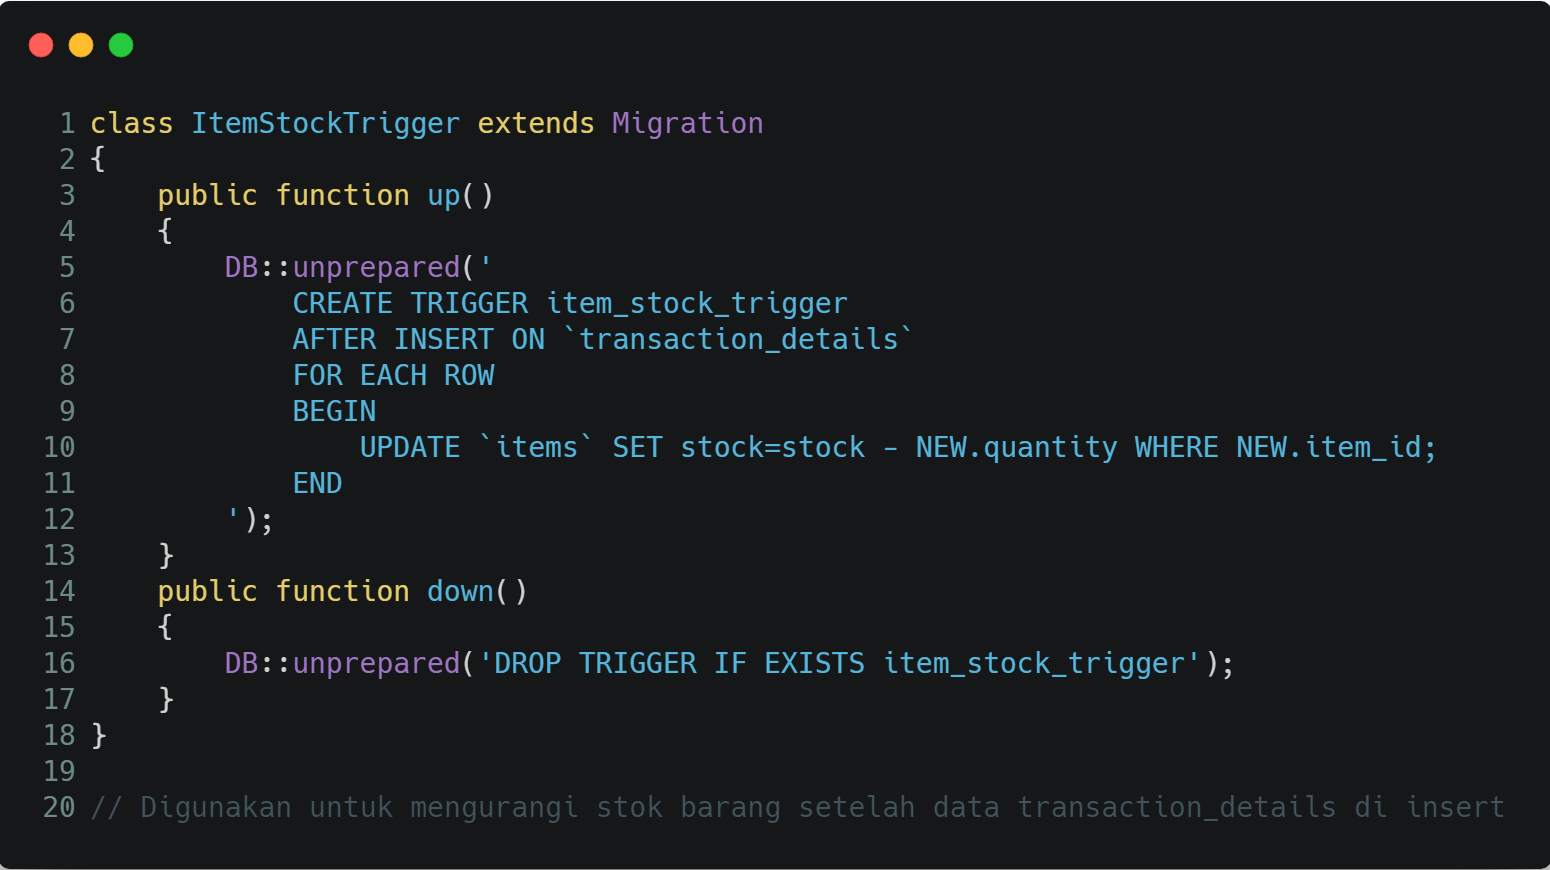 1 class ItemStockTrigger extends Migration
2 {
3     public function up()
4     {
5         DB::unprepared('
6             CREATE TRIGGER item_stock_trigger
7             AFTER INSERT ON `transaction_details`
8             FOR EACH ROW
9             BEGIN
10                 UPDATE `items` SET stock=stock - NEW.quantity WHERE NEW.item_id;
11             END
12         ');
13     }
14     public function down()
15     {
16         DB::unprepared('DROP TRIGGER IF EXISTS item_stock_trigger');
17     }
18 }
19
20 // Digunakan untuk mengurangi stok barang setelah data transaction_details di insert